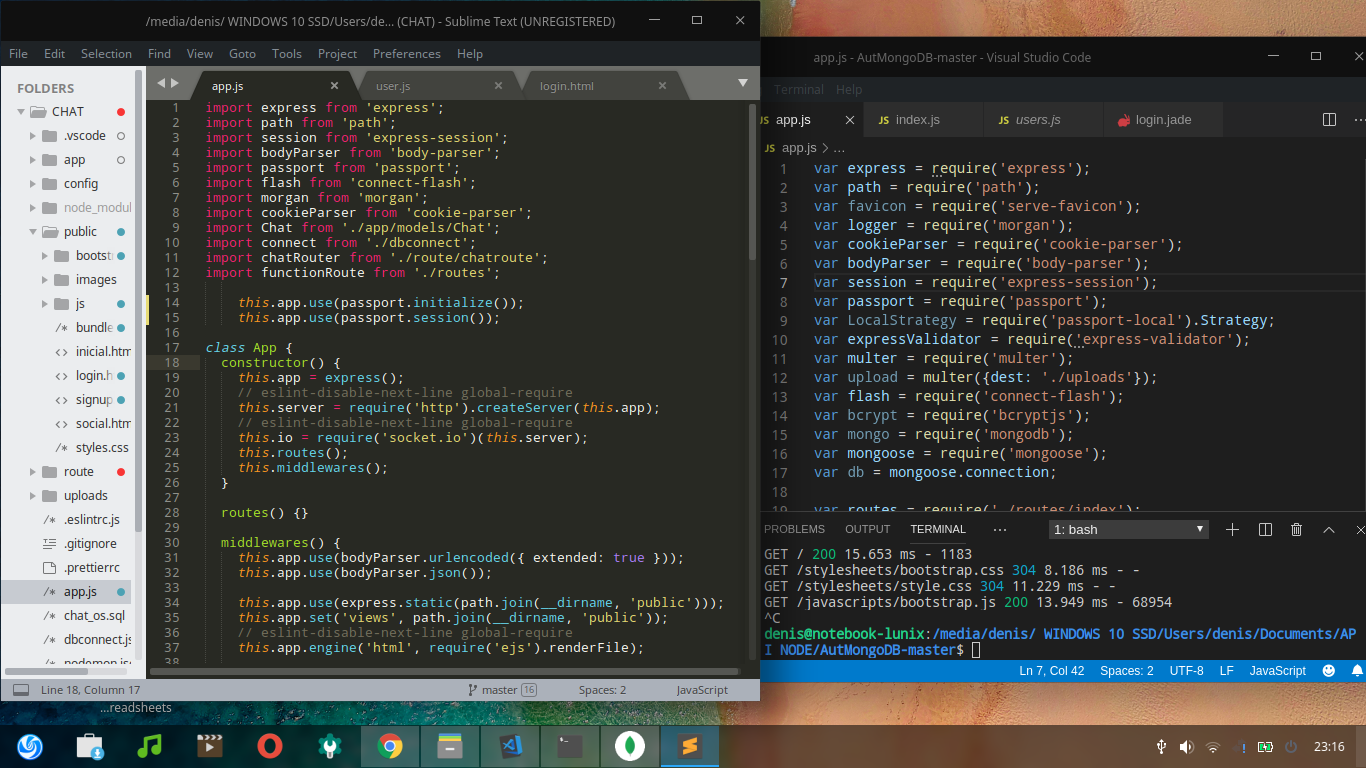 /media/denis/ WINDOWS 10 SSD/Users/de... (CHAT) - Sublime Text (UNREGISTERED)
File Edit Selection Find View Goto Tools Project Preferences Help
FOLDERS
CHAT
.vscode
app
config
node_modul
public
bootst
images
js
bundle
inicial.htm
login.h
signup
social.htm
styles.css
route
uploads
.eslintrc.js
.gitignore
.prettierrc
app.js
chat_os.sql
dbconnect.js
nodemon.jso
app.js user.js login.html
1 import express from 'express';
2 import path from 'path';
3 import session from 'express-session';
4 import bodyParser from 'body-parser';
5 import passport from 'passport';
6 import flash from 'connect-flash';
7 import morgan from 'morgan';
8 import cookieParser from 'cookie-parser';
9 import Chat from './app/models/Chat';
10 import connect from './dbconnect';
11 import chatRouter from './route/chatroute';
12 import functionRoute from './routes';
13
14 this.app.use(passport.initialize());
15 this.app.use(passport.session());
16
17 class App {
18 constructor() {
19 this.app = express();
20 // eslint-disable-next-line global-require
21 this.server = require('http').createServer(this.app);
22 // eslint-disable-next-line global-require
23 this.io = require('socket.io')(this.server);
24 this.routes();
25 this.middlewares();
26 }
27
28 routes() {}
29
30 middlewares() {
31 this.app.use(bodyParser.urlencoded({ extended: true }));
32 this.app.use(bodyParser.json());
33
34 this.app.use(express.static(path.join(__dirname, 'public')));
35 this.app.set('views', path.join(__dirname, 'public'));
36 // eslint-disable-next-line global-require
37 this.app.engine('html', require('ejs').renderFile);
38
Line 18, Column 17 master 16 Spaces: 2 JavaScript
...readsheets
app.js - AutMongoDB-master - Visual Studio Code
Terminal Help
JS app.js JS index.js JS users.js login.jade
JS app.js > ...
1 var express = require('express');
2 var path = require('path');
3 var favicon = require('serve-favicon');
4 var logger = require('morgan');
5 var cookieParser = require('cookie-parser');
6 var bodyParser = require('body-parser');
7 var session = require('express-session');
8 var passport = require('passport');
9 var LocalStrategy = require('passport-local').Strategy;
10 var expressValidator = require('express-validator');
11 var multer = require('multer');
12 var upload = multer({dest: './uploads'});
13 var flash = require('connect-flash');
14 var bcrypt = require('bcryptjs');
15 var mongo = require('mongodb');
16 var mongoose = require('mongoose');
17 var db = mongoose.connection;
18
19 var routes = require('./routes/index');
PROBLEMS OUTPUT TERMINAL ... 1: bash
GET / 200 15.653 ms - 1183
GET /stylesheets/bootstrap.css 304 8.186 ms - -
GET /stylesheets/style.css 304 11.229 ms - -
GET /javascripts/bootstrap.js 200 13.949 ms - 68954
^C
denis@notebook-lunix:/media/denis/ WINDOWS 10 SSD/Users/denis/Documents/AP
I NODE/AutMongoDB-master$
Ln 7, Col 42 Spaces: 2 UTF-8 LF JavaScript
23:16